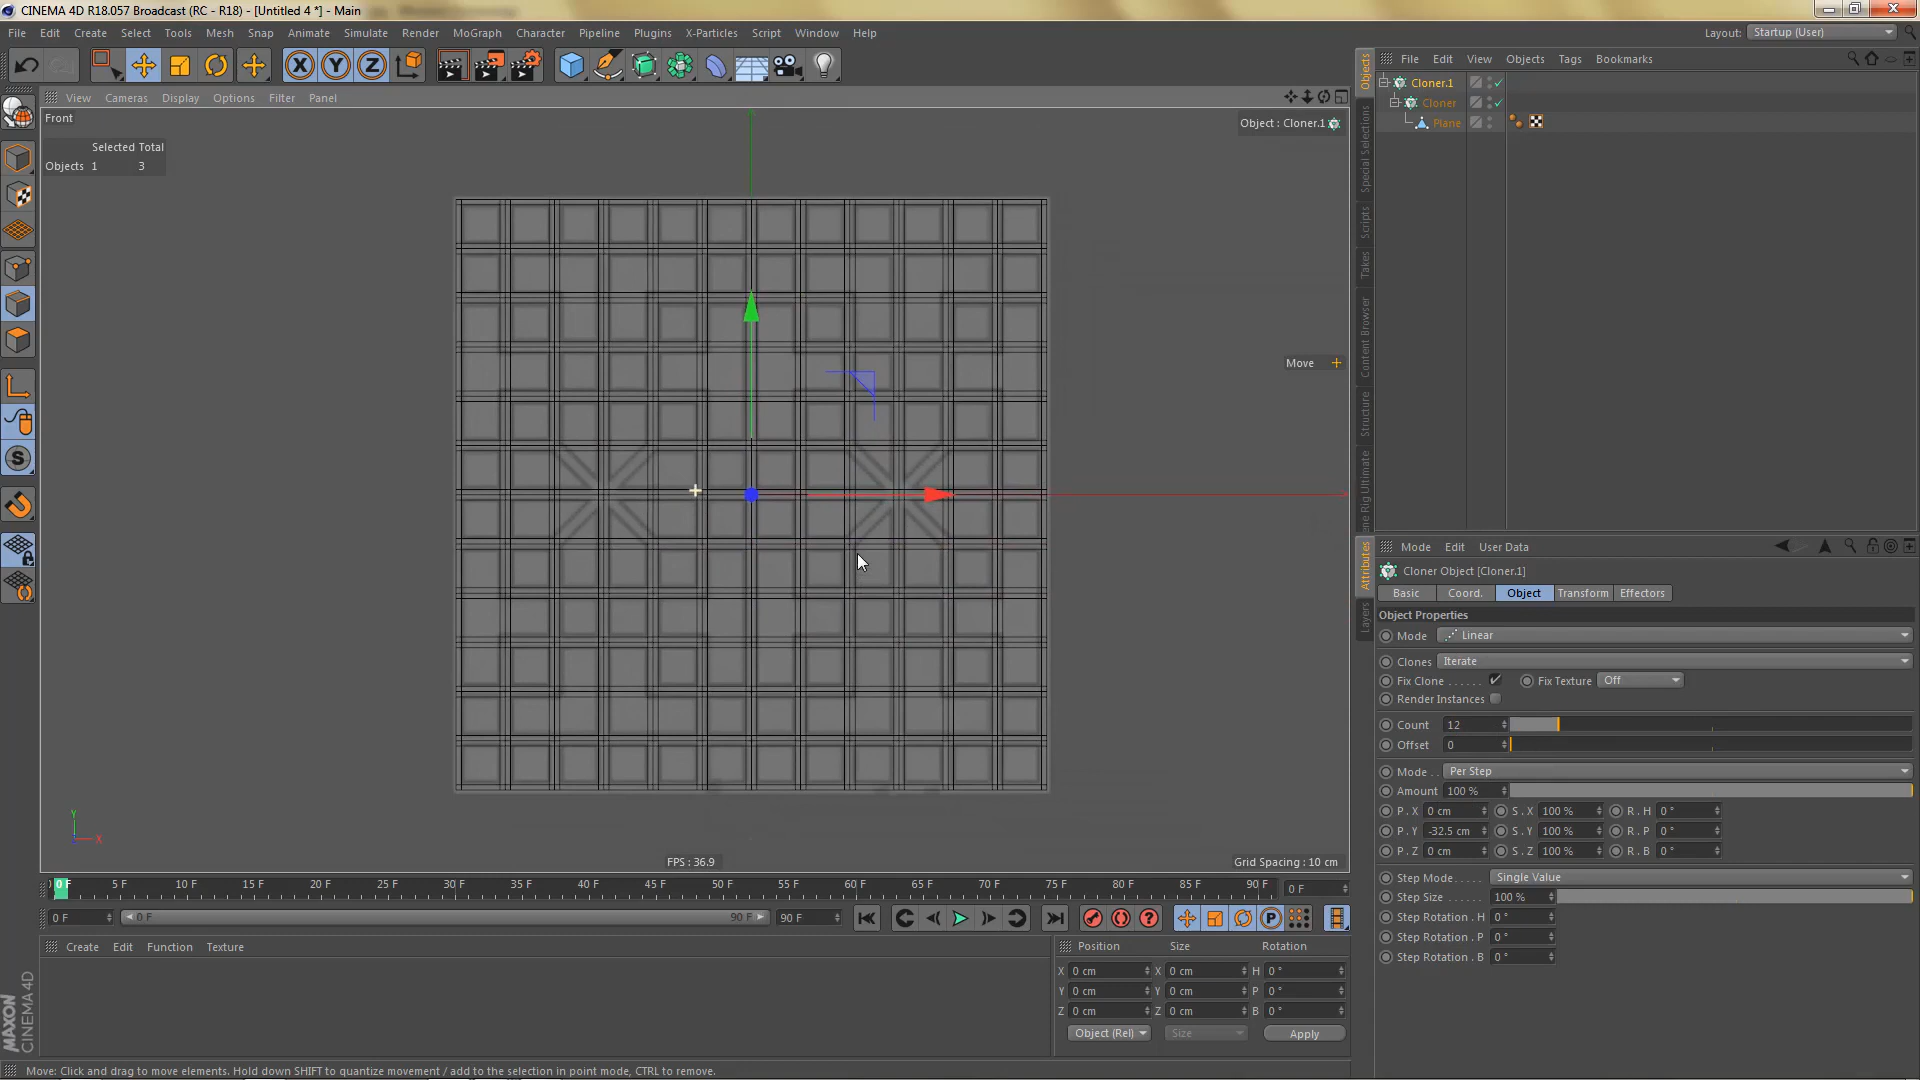 CINEMA 4D R18.057 Broadcast (RC - R18) - [Untitled 4 *] - Main
File Edit Create Select Tools Mesh Snap Animate Simulate Render MoGraph Character Pipeline Plugins X-Particles Script Window Help
Layout: Startup (User)
X Y Z
File Edit View Objects Tags Bookmarks
Cloner.1
Cloner
Plane
View Cameras Display Options Filter Panel
Front
Object : Cloner.1
Selected Total
Objects 1 3
Move
Y
X
FPS : 36.9
Grid Spacing : 10 cm
Objects
Special Selections
Scripts
Takes
Content Browser
Structure
ne Rig Ultimate
Attributes
Layers
Mode Edit User Data
Cloner Object [Cloner.1]
Basic Coord. Object Transform Effectors
Object Properties
Mode Linear
Clones Iterate
Fix Clone . . . . . . Fix Texture Off
Render Instances
Count 12
Offset 0
Mode . . Per Step
Amount 100 %
P . X 0 cm S . X 100 % R . H 0 °
P . Y -32.5 cm S . Y 100 % R . P 0 °
P . Z 0 cm S . Z 100 % R . B 0 °
Step Mode . . . . . Single Value
Step Size . . . . . . 100 %
Step Rotation . H 0 °
Step Rotation . P 0 °
Step Rotation . B 0 °
0 F 5 F 10 F 15 F 20 F 25 F 30 F 35 F 40 F 45 F 50 F 55 F 60 F 65 F 70 F 75 F 80 F 85 F 90 F 0 F
0 F 0 F 90 F 90 F
Create Edit Function Texture
Position Size Rotation
X 0 cm X 0 cm H 0 °
Y 0 cm Y 0 cm P 0 °
Z 0 cm Z 0 cm B 0 °
Object (Rel) Size Apply
MAXON
CINEMA 4D
Move: Click and drag to move elements. Hold down SHIFT to quantize movement / add to the selection in point mode, CTRL to remove.